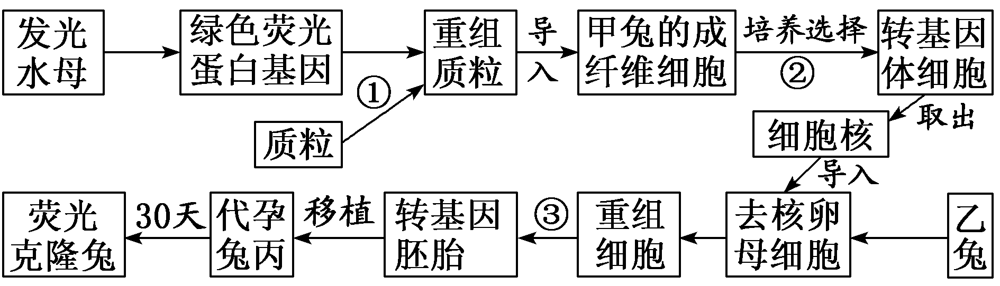 发光
水母
绿色荧光
蛋白基因
①
质粒
重组
质粒
导
入
甲兔的成
纤维细胞
培养选择
②
转基因
体细胞
取出
细胞核
导入
乙
兔
去核卵
母细胞
重组
细胞
③
转基因
胚胎
移植
代孕
兔丙
30天
荧光
克隆兔